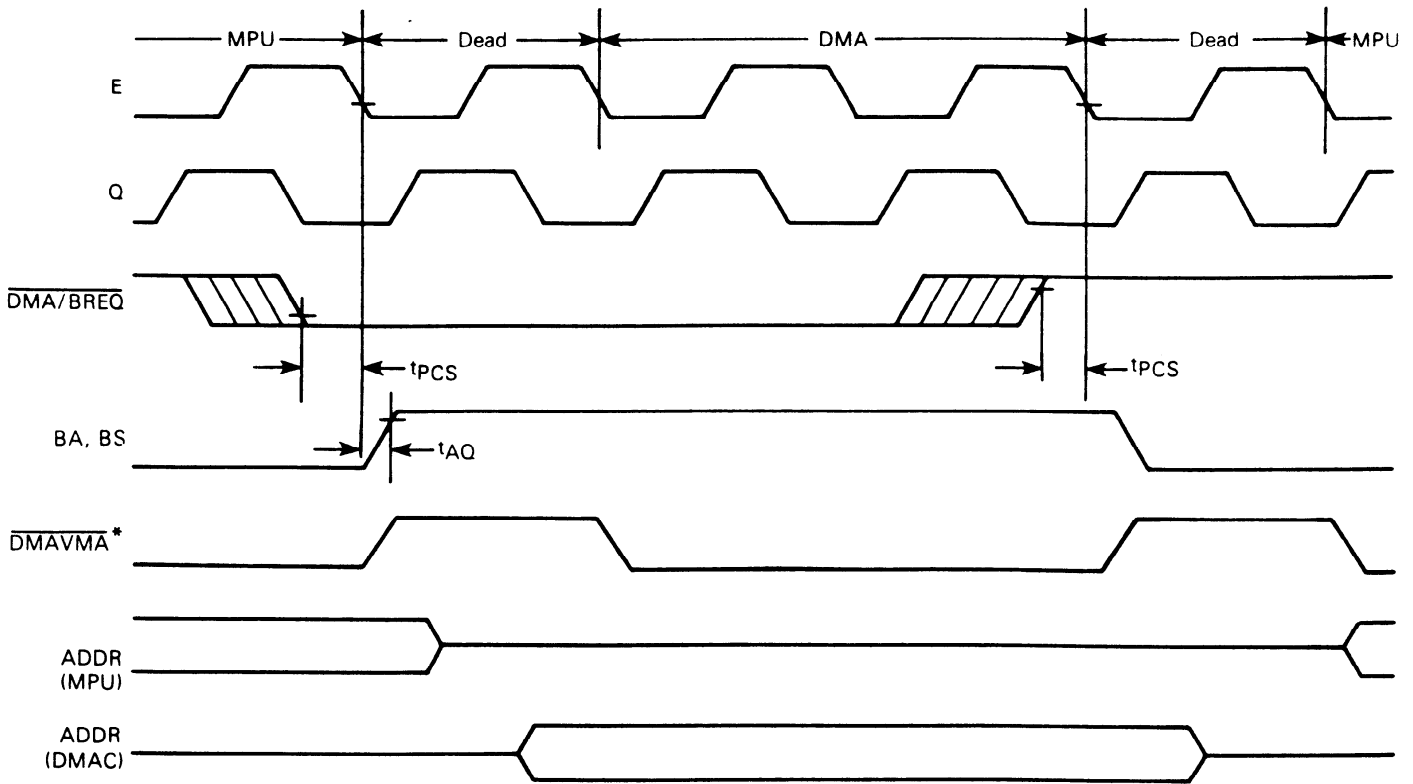 MPU Dead DMA Dead MPU
E
Q
DMA/BREQ
tPCS tPCS
BA, BS
tAQ
DMAVMA*
ADDR
(MPU)
ADDR
(DMAC)